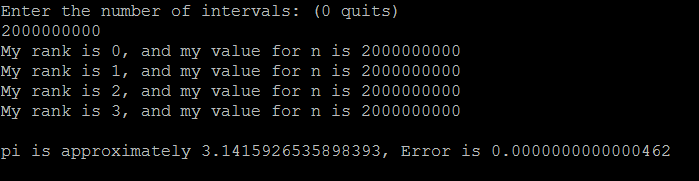 Enter the number of intervals: (0 quits)
2000000000
My rank is 0, and my value for n is 2000000000
My rank is 1, and my value for n is 2000000000
My rank is 2, and my value for n is 2000000000
My rank is 3, and my value for n is 2000000000
pi is approximately 3.1415926535898393, Error is 0.0000000000000462